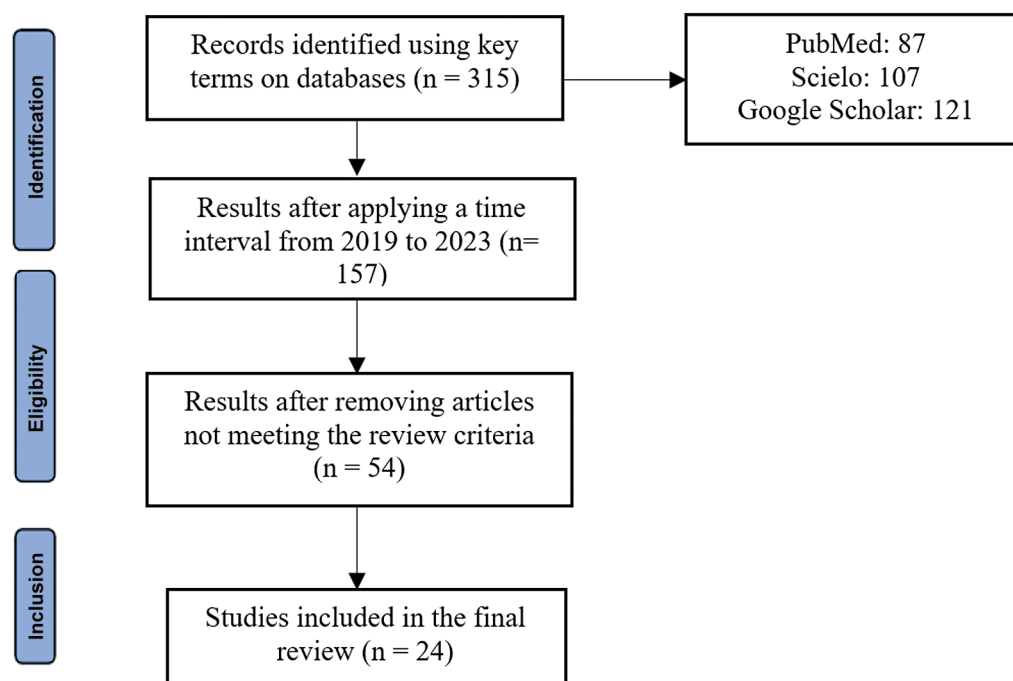 Identification
Records identified using key
terms on databases (n = 315)
PubMed: 87
Scielo: 107
Google Scholar: 121
Results after applying a time
interval from 2019 to 2023 (n=
157)
Eligibility
Results after removing articles
not meeting the review criteria
(n = 54)
Inclusion
Studies included in the final
review (n = 24)